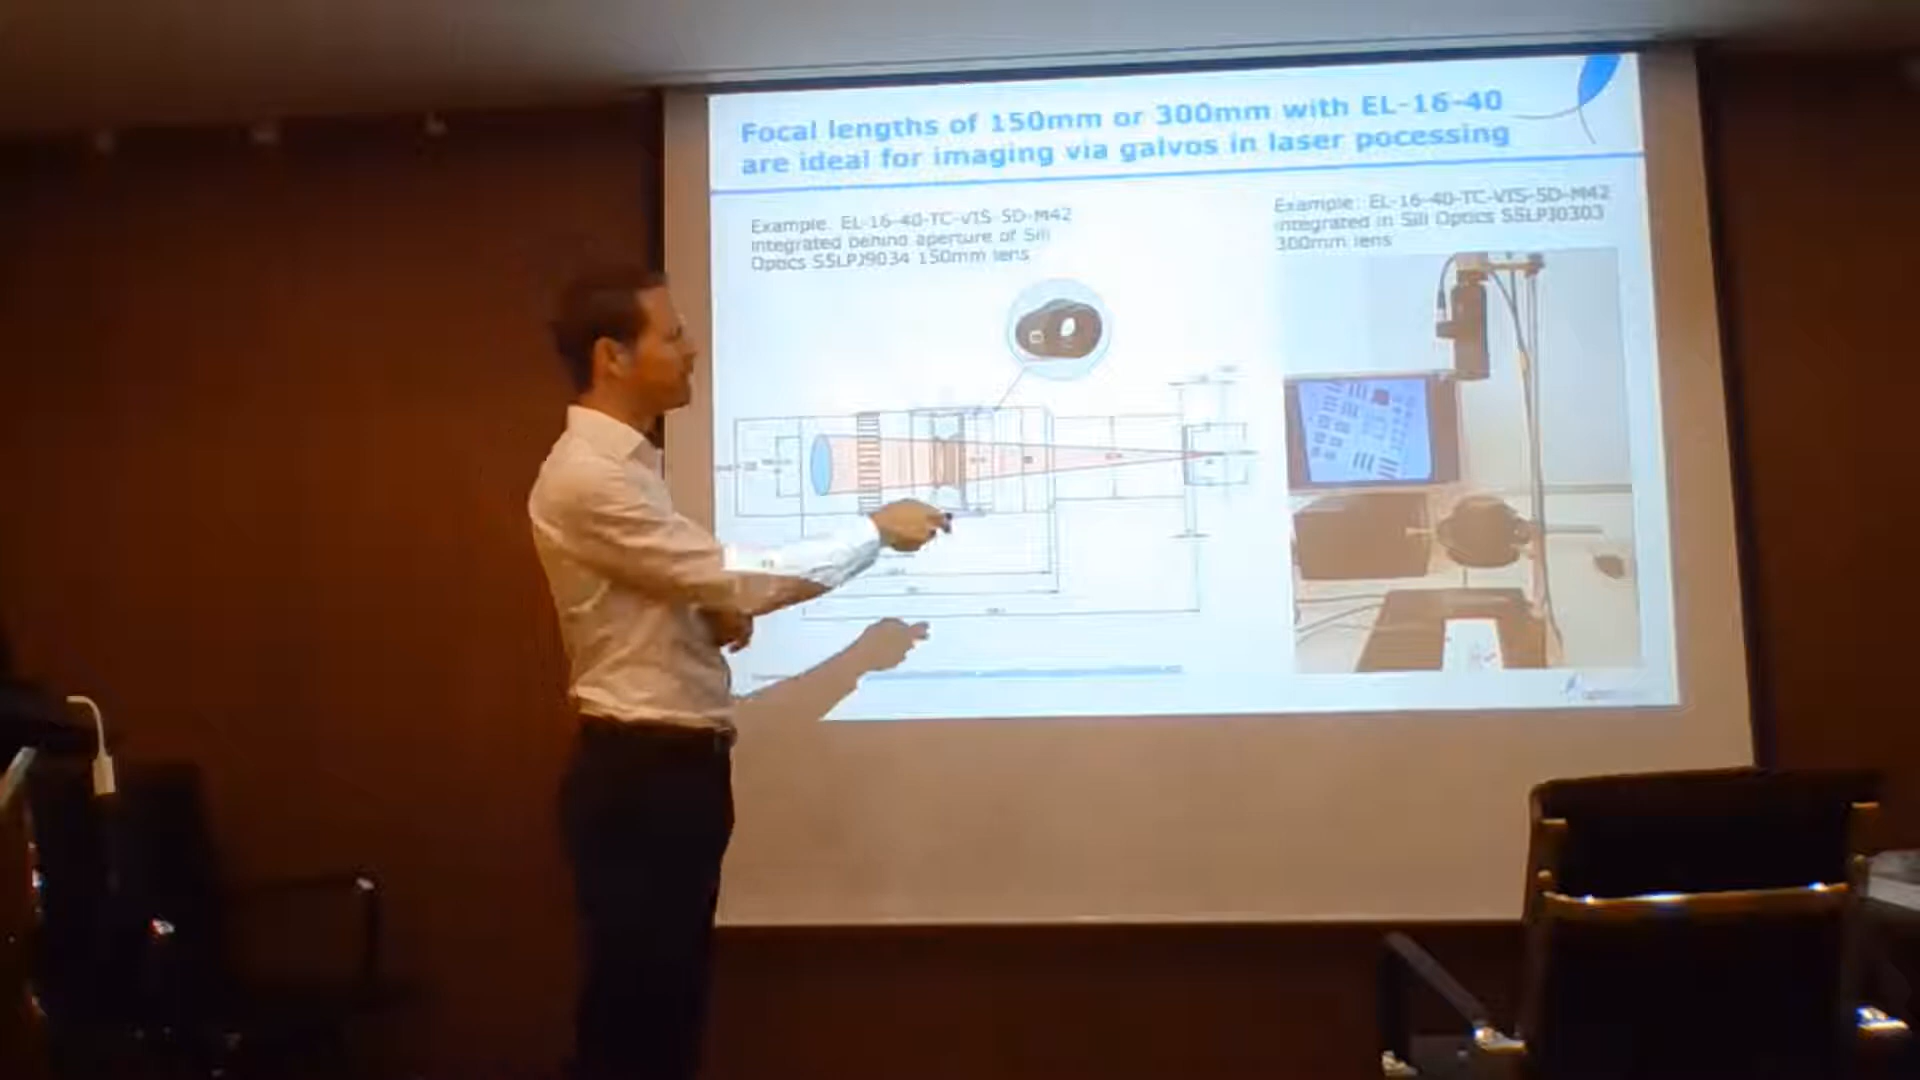 Focal lengths of 150mm or 300mm with EL-16-40
are ideal for imaging via galvos in laser pocessing
Example: EL-16-40-TC-VIS-5D-M42
integrated behind aperture of Sill
Optics S5LPJ9034 150mm lens
Example: EL-16-40-TC-VIS-5D-M42
integrated in Sill Optics S5LPJ0303
300mm lens